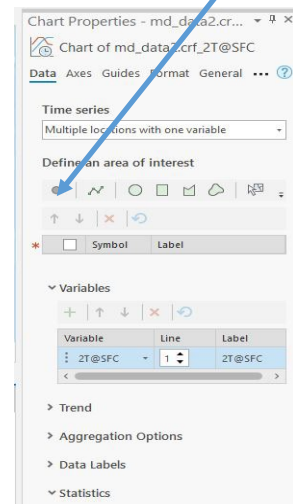 Chart Properties - md_data2.cr...
Chart of md_data2.crf_2T@SFC
Data Axes Guides Format General
Time series
Multiple locations with one variable
Define an area of interest
* Symbol Label
Variables
Variable Line Label
2T@SFC 1 2T@SFC
Trend
Aggregation Options
Data Labels
Statistics